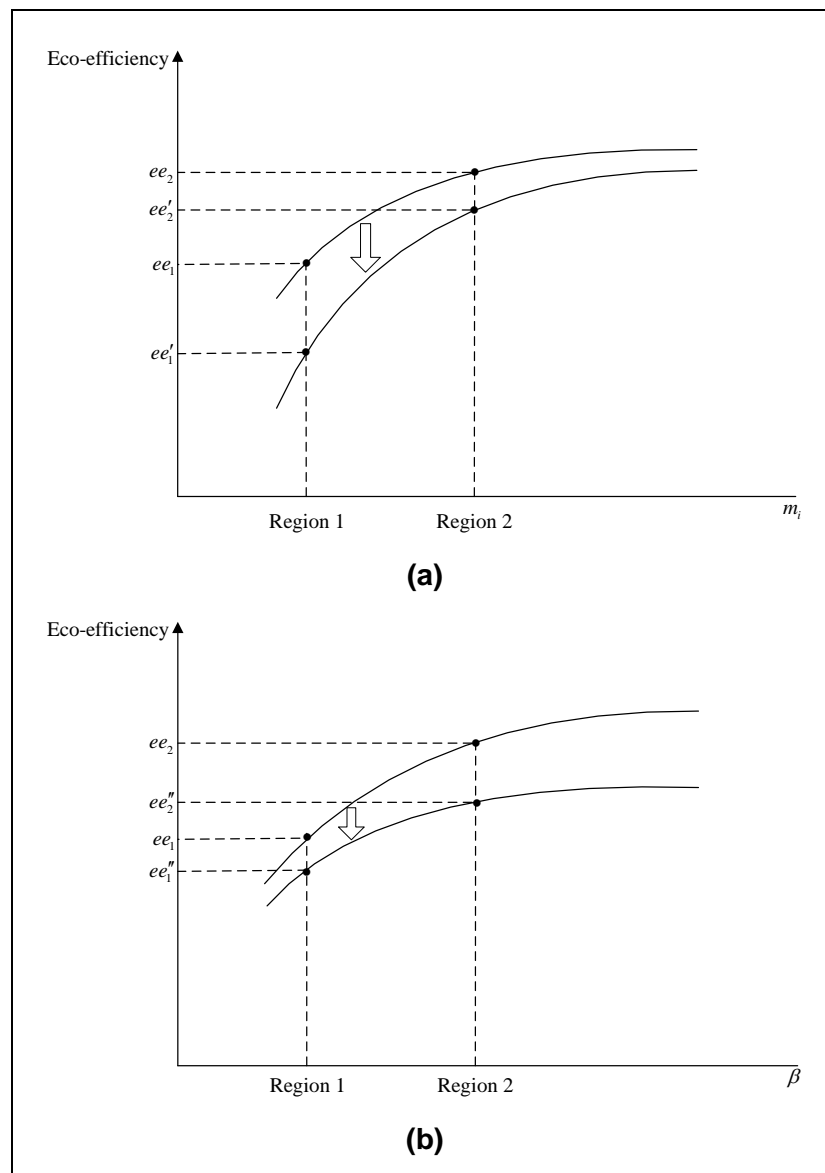 Eco-efficiency
ee₂
ee′₂
ee₁
ee′₁
Region 1 Region 2 mᵢ
(a)
Eco-efficiency
ee₂
ee″₂
ee₁
ee″₁
Region 1 Region 2 β
(b)